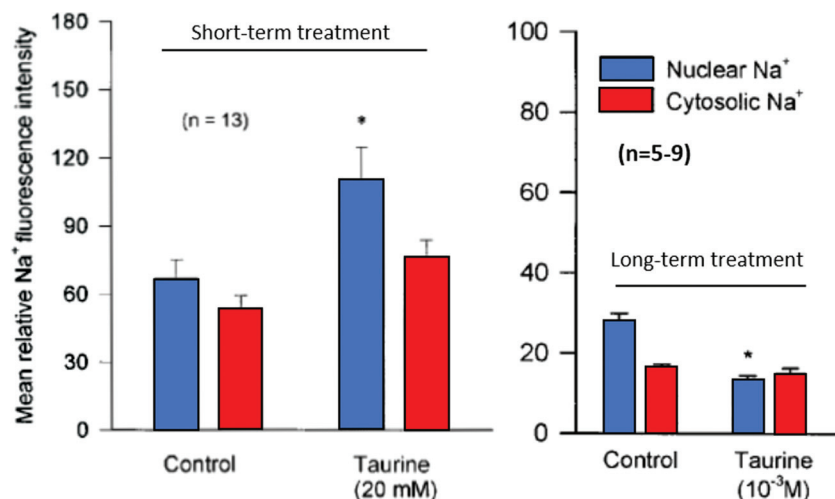 Mean relative Na⁺ fluorescence intensity
180
150
120
90
60
30
0
Short-term treatment
(n = 13)
*
Control
Taurine
(20 mM)
100
80
60
40
20
0
Nuclear Na⁺
Cytosolic Na⁺
(n=5-9)
Long-term treatment
*
Control
Taurine
(10⁻³M)